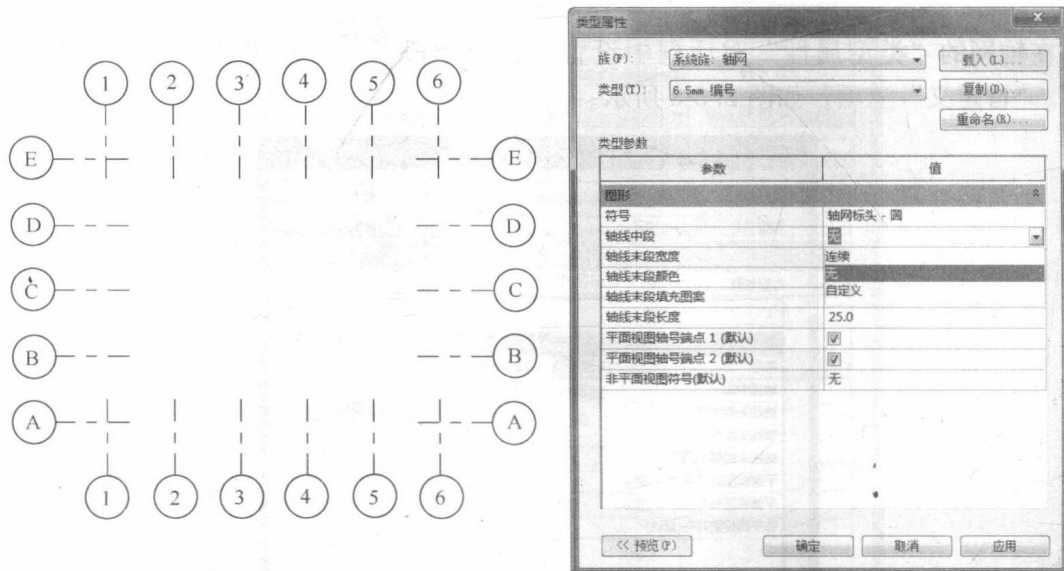 1 2 3 4 5 6
E E
D D
C C
B B
A A
1 2 3 4 5 6
类型属性
族(F): 系统族: 轴网 载入(L)...
类型(T): 6.5mm 编号 复制(D)...
重命名(R)...
类型参数
参数 值
图形
符号 轴网标头 - 圆
轴线中段 无
轴线末段宽度 连续
轴线末段颜色 无
轴线末段填充图案 自定义
轴线末段长度 25.0
平面视图轴号端点 1 (默认)
平面视图轴号端点 2 (默认)
非平面视图符号(默认) 无
<< 预览(P) 确定 取消 应用